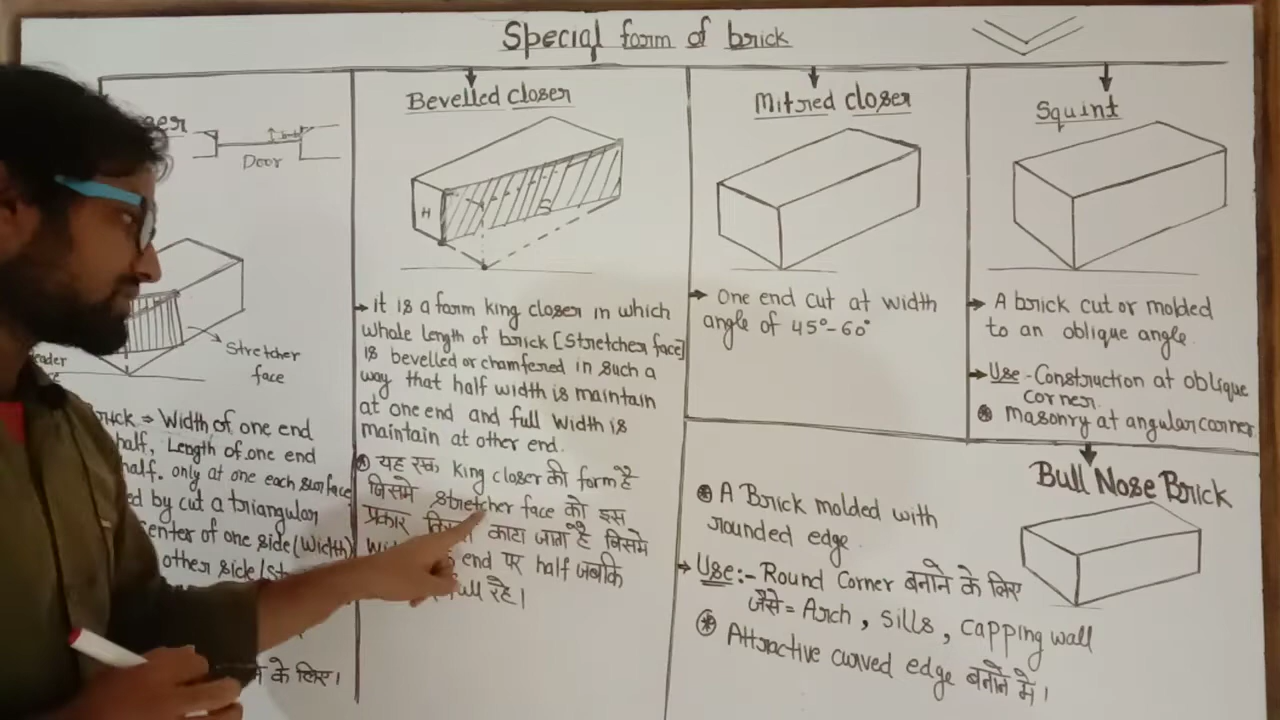 Special form of brick
Door
Stretcher
face
Width of one end
half, Length of one end
half. only at one each surface
by cut a triangular
of one side (Width)
other side
के लिए।
Bevelled closer
H
S
It is a form king closer in which
whole length of brick [Stretcher face]
is bevelled or chamfered in such a
way that half width is maintain
at one end and full width is
maintain at other end.
यह एक king closer की form है
जिसमे stretcher face को इस
प्रकार काटा जाता है जिसमे
end पर half जबकि
full रहे।
Mitred closer
One end cut at width
angle of 45°-60°
Squint
A brick cut or molded
to an oblique angle.
Use - Construction at oblique
corner.
masonry at angular corner
Bull Nose Brick
A Brick molded with
rounded edge.
Use:- Round Corner बनाने के लिए
जैसे = Arch, sills, capping wall
Attractive curved edge बनाने मे।